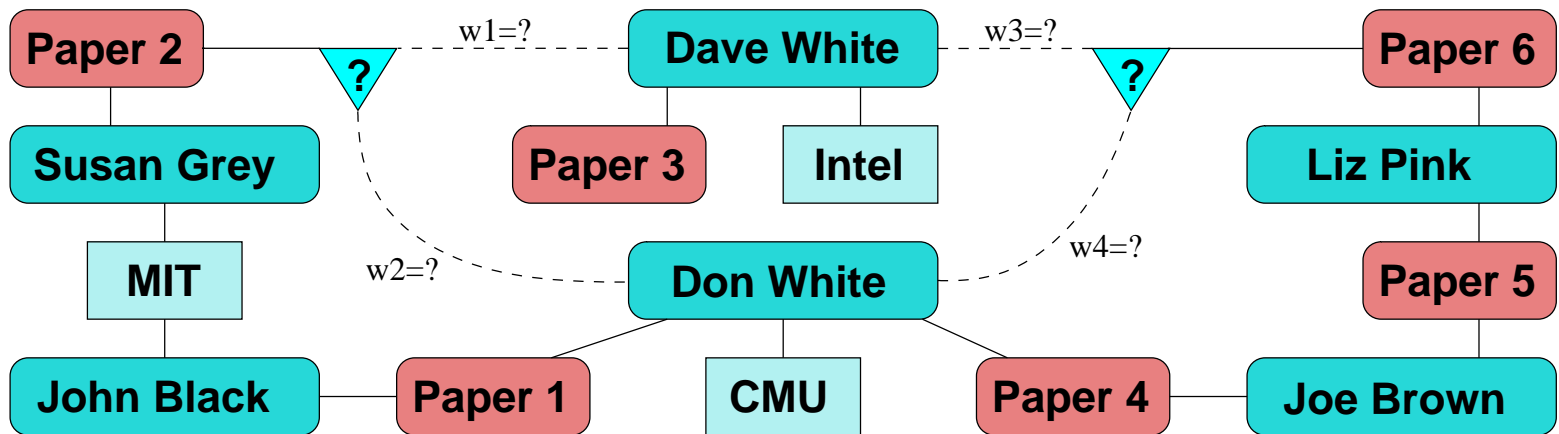 Paper 2
?
w1=?
Dave White
w3=?
?
Paper 6
Susan Grey
Paper 3
Intel
Liz Pink
MIT
w2=?
Don White
w4=?
Paper 5
John Black
Paper 1
CMU
Paper 4
Joe Brown